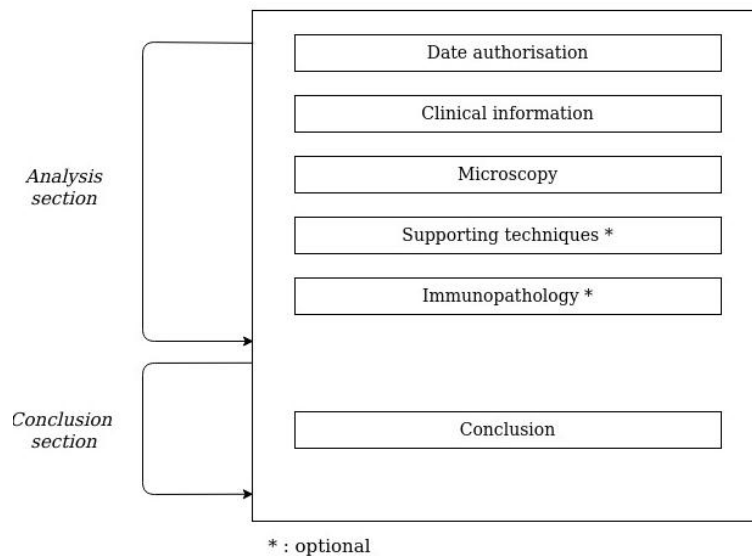 Date authorisation
Clinical information
Analysis
section
Microscopy
Supporting techniques *
Immunopathology *
Conclusion
section
Conclusion
* : optional